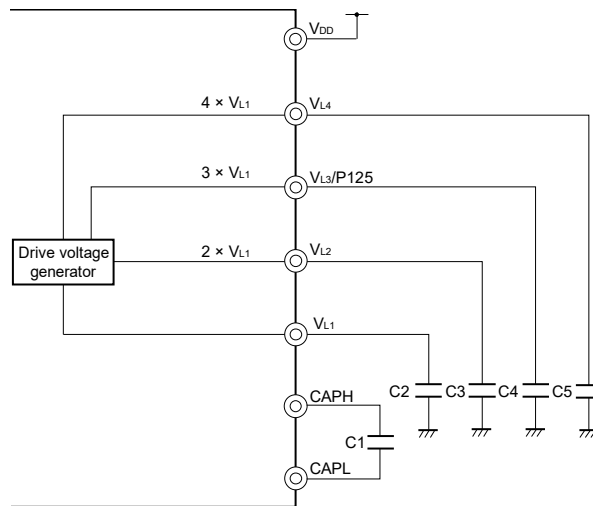 VDD
4 × VL1
VL4
3 × VL1
VL3/P125
Drive voltage
generator
2 × VL1
VL2
VL1
C2
C3
C4
C5
CAPH
C1
CAPL